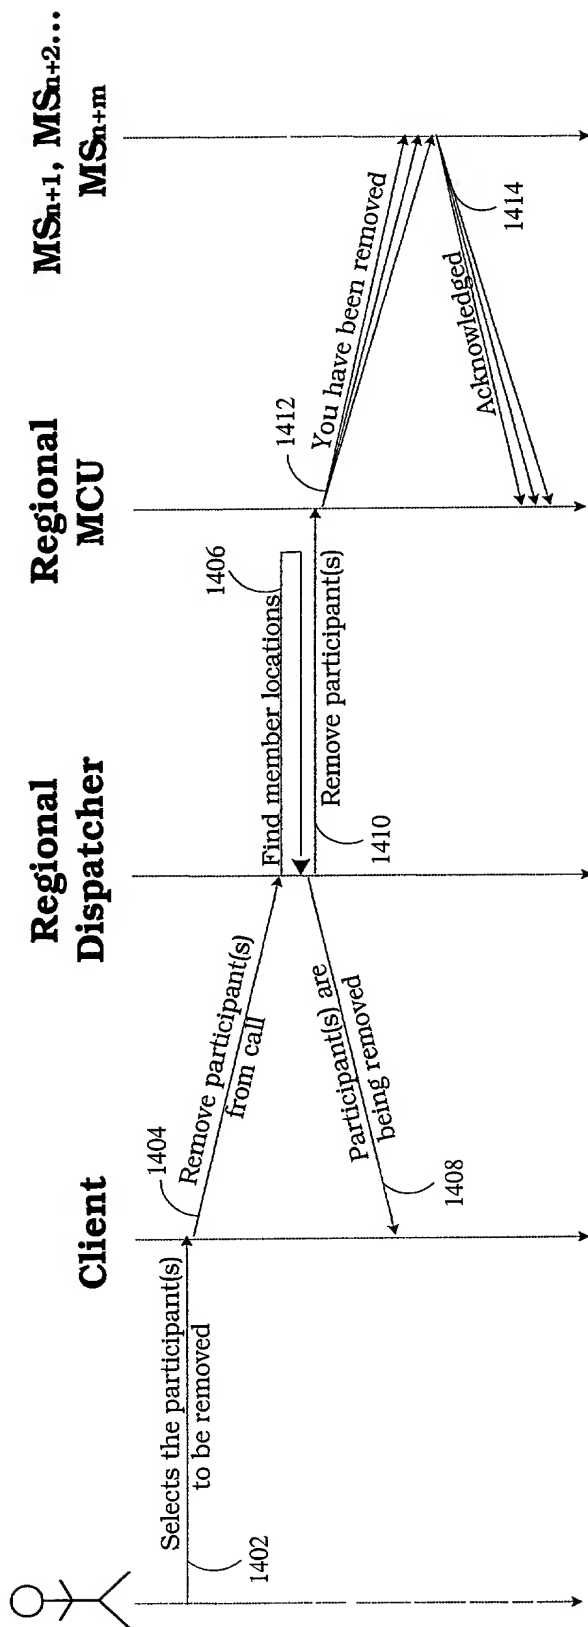 Client
Regional
Dispatcher
Regional
MCU
MSn+1, MSn+2...
MSn+m
Selects the participant(s)
to be removed
1402
1404
Remove participant(s)
from call
Find member locations
1406
Participant(s) are
being removed
1408
Remove participant(s)
1410
1412
You have been removed
Acknowledged
1414